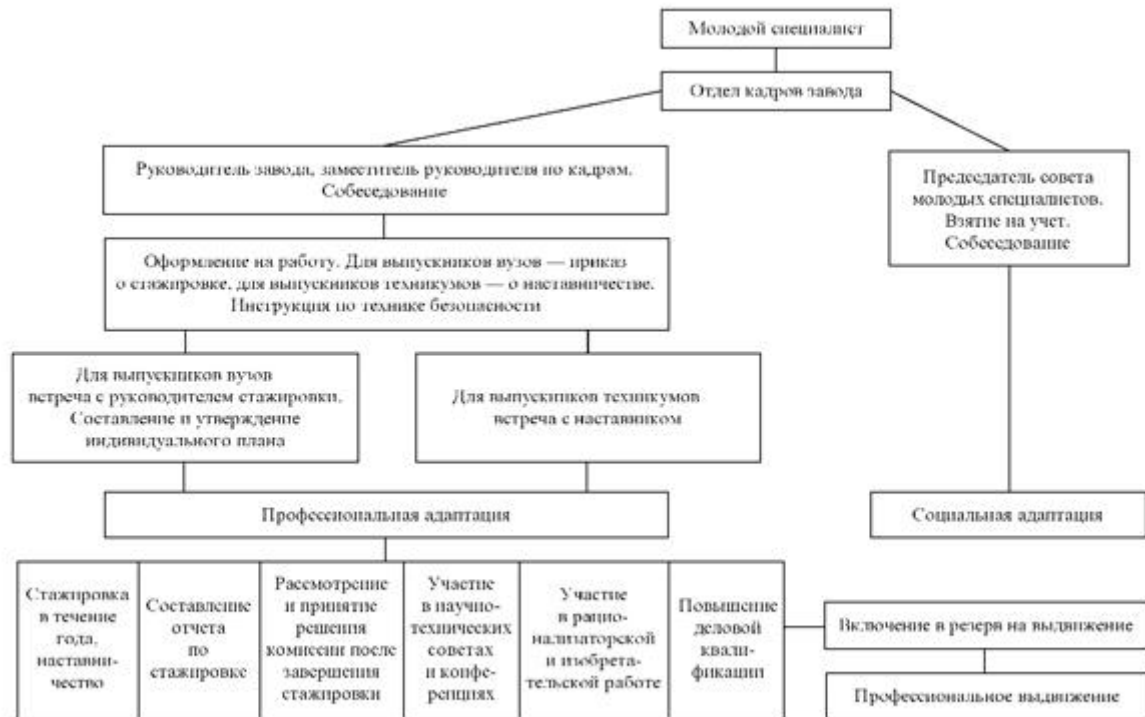 Молодой специалист
Отдел кадров завода
Руководитель завода, заместитель руководителя по кадрам.
Собеседование
Председатель совета
молодых специалистов.
Взятие на учет.
Собеседование
Оформление на работу. Для выпускников вузов — приказ
о стажировке, для выпускников техникумов — о наставничестве.
Инструкция по технике безопасности
Для выпускников вузов
встреча с руководителем стажировки.
Составление и утверждение
индивидуального плана
Для выпускников техникумов
встреча с наставником
Профессиональная адаптация
Социальная адаптация
Стажировка
в течение
года,
настав­ни-
чество
Составление
отчета
по
стажировке
Рассмотрение
и принятие
решения
комиссии после
завершения
стажировки
Участие
в научно-
технических
советах
и конфе-
ренциях
Участие
в рацио-
нализаторской
и изобрета-
тельской работе
Повышение
деловой
квали-
фикации
Включение в резерв на выдвижение
Профессиональное выдвижение